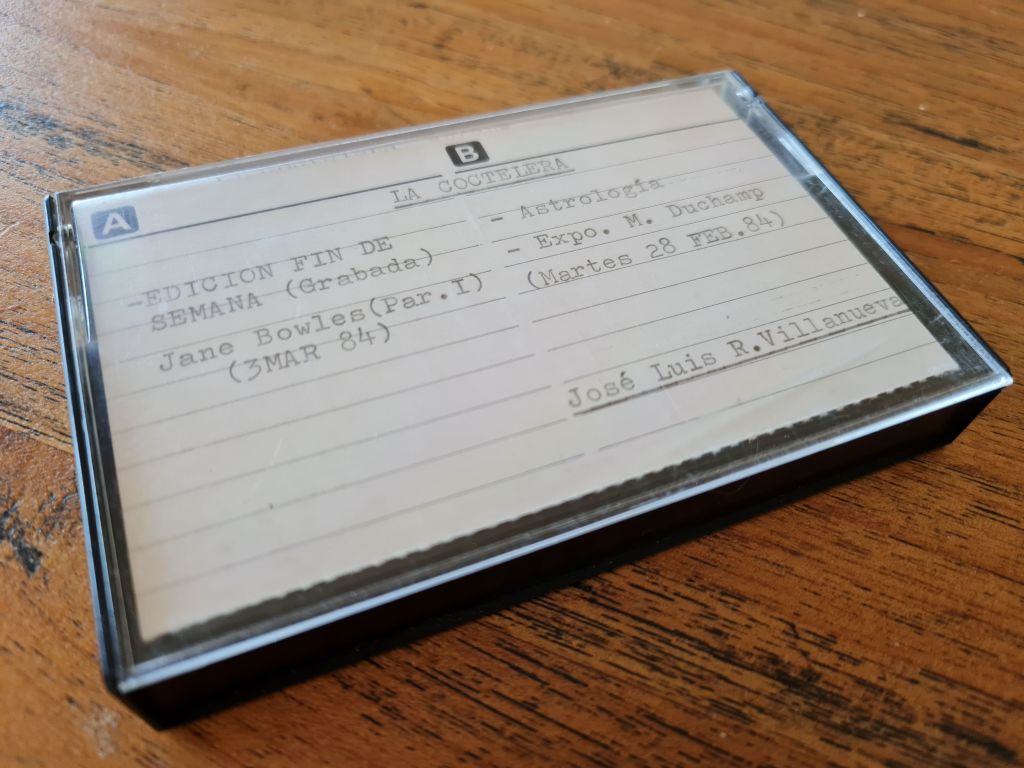 A
B
LA COCTELERA
-EDICION FIN DE
SEMANA (Grabada)
Jane Bowles(Par.I)
(3MAR 84)
- Astrología
- Expo. M. Duchamp
(Martes 28 FEB.84)
José Luis R.Villanueva